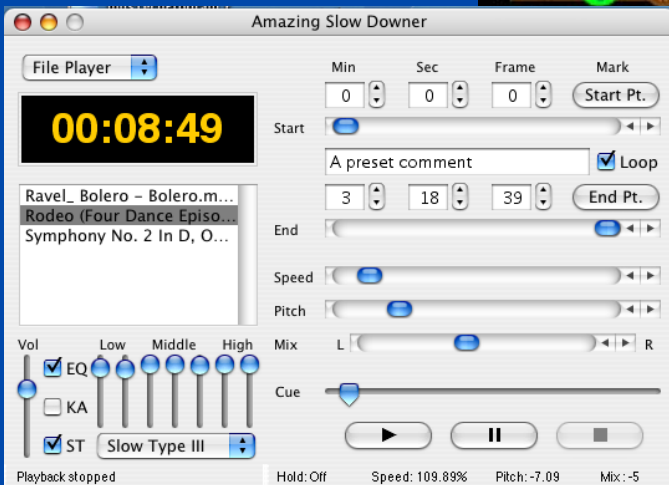 Amazing Slow Downer
File Player
Min Sec Frame Mark
0 0 0 Start Pt.
00:08:49
Start
A preset comment Loop
3 18 39 End Pt.
Ravel_ Bolero – Bolero.m...
Rodeo (Four Dance Episo...
Symphony No. 2 In D, O...
End
Speed
Pitch
Vol Low Middle High Mix L R
EQ
Cue
KA
ST Slow Type III
Playback stopped Hold: Off Speed: 109.89% Pitch:-7.09 Mix:-5